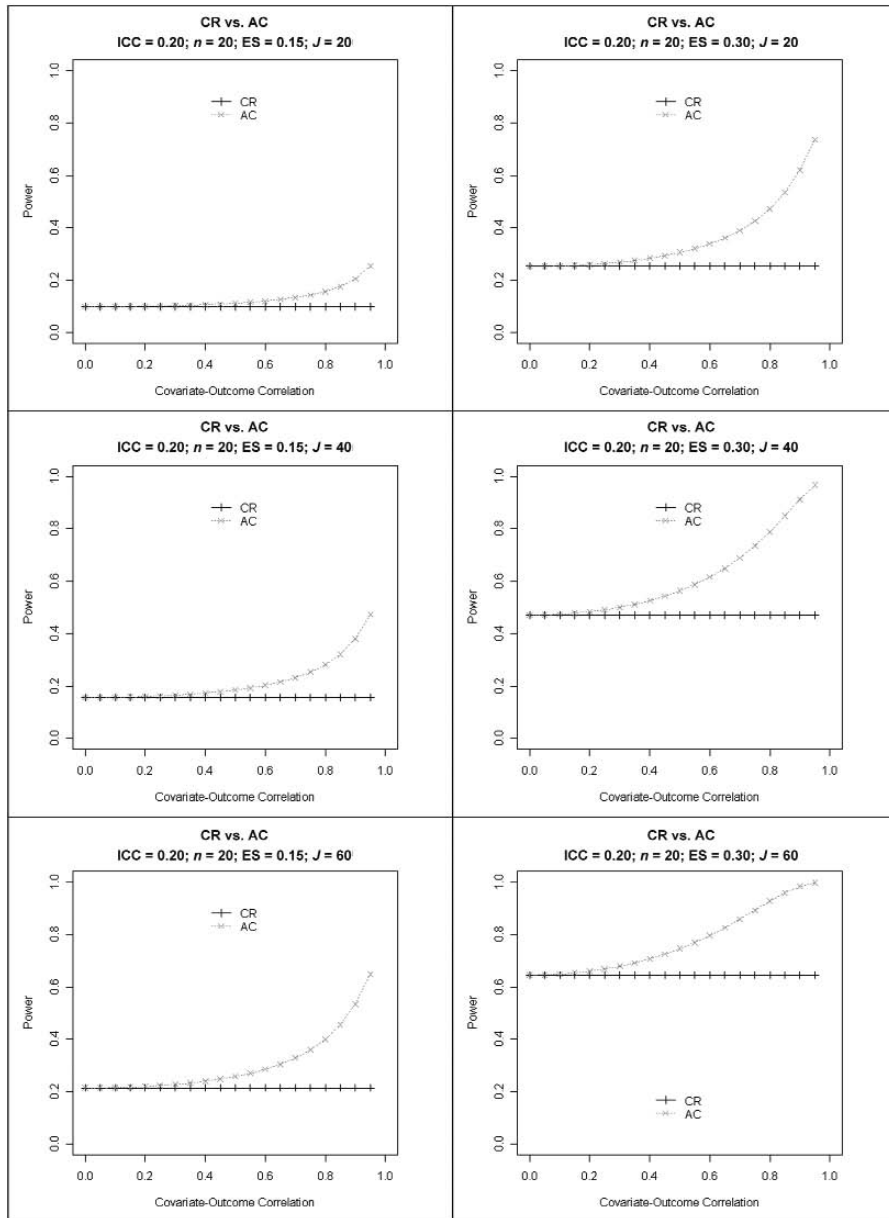 CR vs. AC
ICC = 0.20; n = 20; ES = 0.15; J = 20
1.0
0.8
0.6
0.4
0.2
0.0
Power
CR
AC
0.0 0.2 0.4 0.6 0.8 1.0
Covariate-Outcome Correlation
CR vs. AC
ICC = 0.20; n = 20; ES = 0.30; J = 20
1.0
0.8
0.6
0.4
0.2
0.0
Power
CR
AC
0.0 0.2 0.4 0.6 0.8 1.0
Covariate-Outcome Correlation
CR vs. AC
ICC = 0.20; n = 20; ES = 0.15; J = 40
1.0
0.8
0.6
0.4
0.2
0.0
Power
CR
AC
0.0 0.2 0.4 0.6 0.8 1.0
Covariate-Outcome Correlation
CR vs. AC
ICC = 0.20; n = 20; ES = 0.30; J = 40
1.0
0.8
0.6
0.4
0.2
0.0
Power
CR
AC
0.0 0.2 0.4 0.6 0.8 1.0
Covariate-Outcome Correlation
CR vs. AC
ICC = 0.20; n = 20; ES = 0.15; J = 60
1.0
0.8
0.6
0.4
0.2
0.0
Power
CR
AC
0.0 0.2 0.4 0.6 0.8 1.0
Covariate-Outcome Correlation
CR vs. AC
ICC = 0.20; n = 20; ES = 0.30; J = 60
1.0
0.8
0.6
0.4
0.2
0.0
Power
CR
AC
0.0 0.2 0.4 0.6 0.8 1.0
Covariate-Outcome Correlation